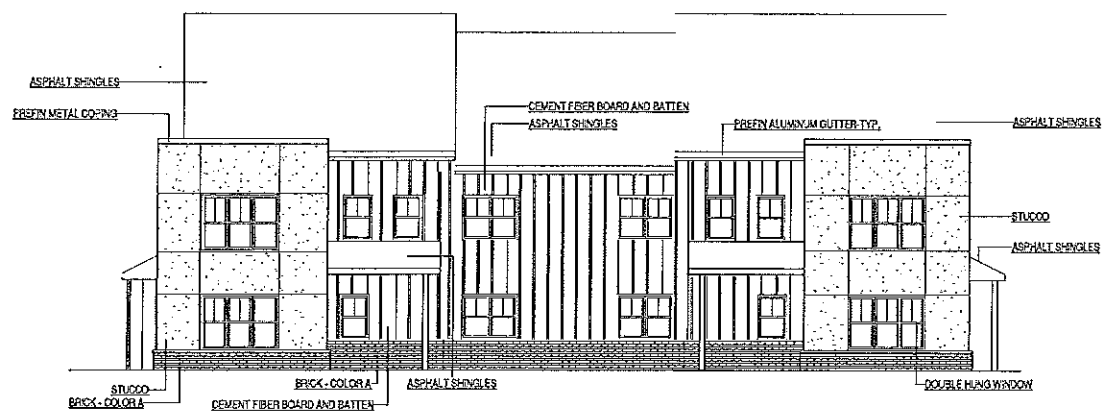 ASPHALT SHINGLES
PREFIN METAL COPING
CEMENT FIBER BOARD AND BATTEN
ASPHALT SHINGLES
PREFIN ALUMINUM GUTTER-TYP.
ASPHALT SHINGLES
STUCCO
ASPHALT SHINGLES
STUCCO
BRICK - COLOR A
BRICK - COLOR A
CEMENT FIBER BOARD AND BATTEN
ASPHALT SHINGLES
DOUBLE HUNG WINDOW